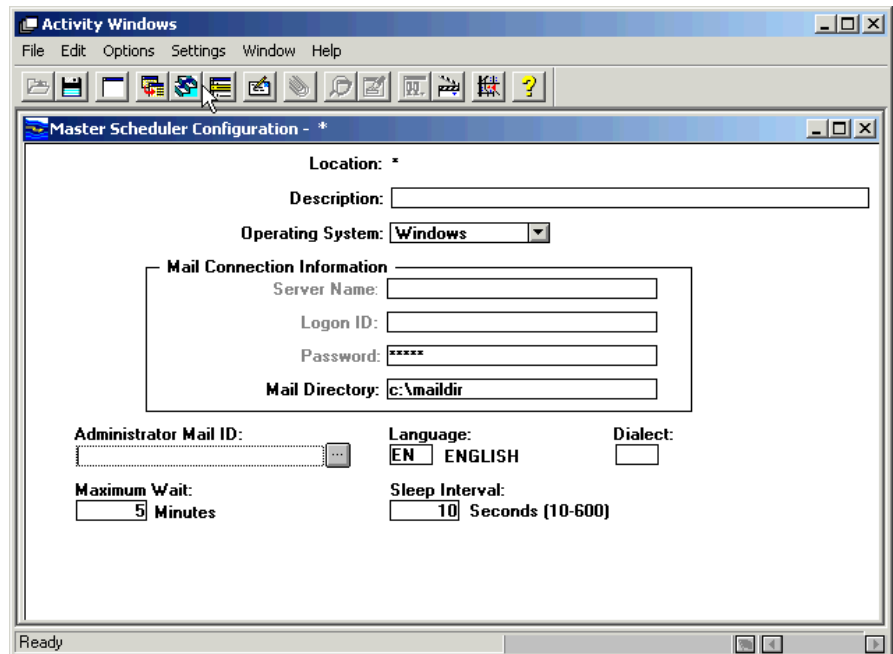 Activity Windows
File Edit Options Settings Window Help
Master Scheduler Configuration - *
Location: *
Description:
Operating System: Windows
Mail Connection Information
Server Name:
Logon ID:
Password: *****
Mail Directory: c:\maildir
Administrator Mail ID: Language: Dialect:
... EN ENGLISH
Maximum Wait: Sleep Interval:
5 Minutes 10 Seconds (10-600)
Ready